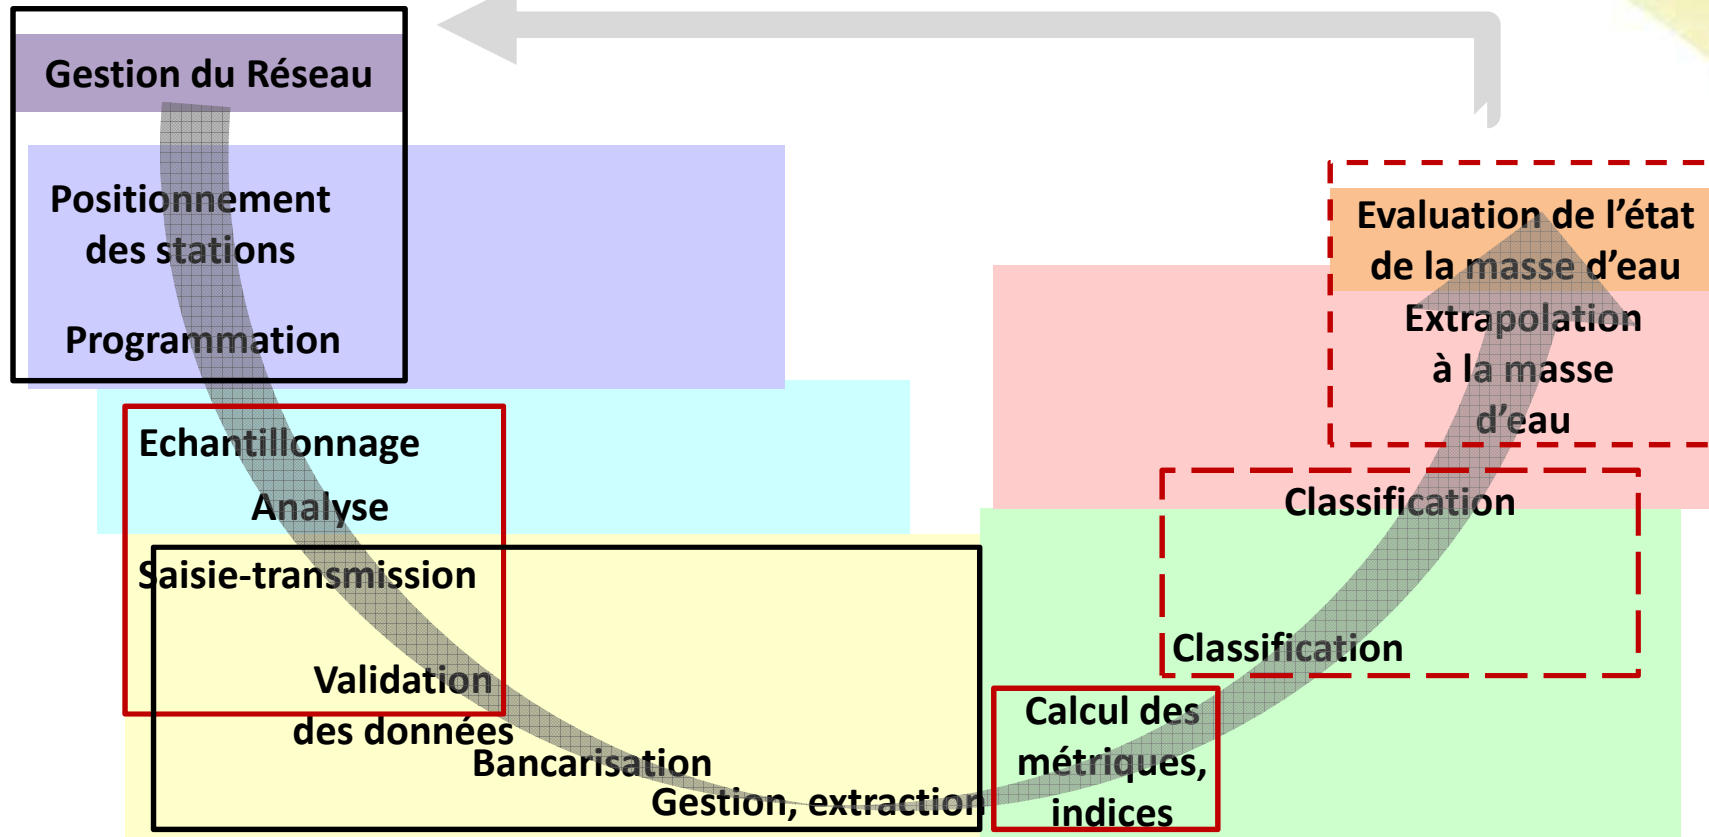 Gestion du Réseau
Positionnement
des stations
Programmation
Echantillonnage
Analyse
Saisie-transmission
Validation
des données
Bancarisation
Gestion, extraction
Calcul des
métriques,
indices
Classification
Classification
Extrapolation
à la masse
d’eau
Evaluation de l’état
de la masse d’eau